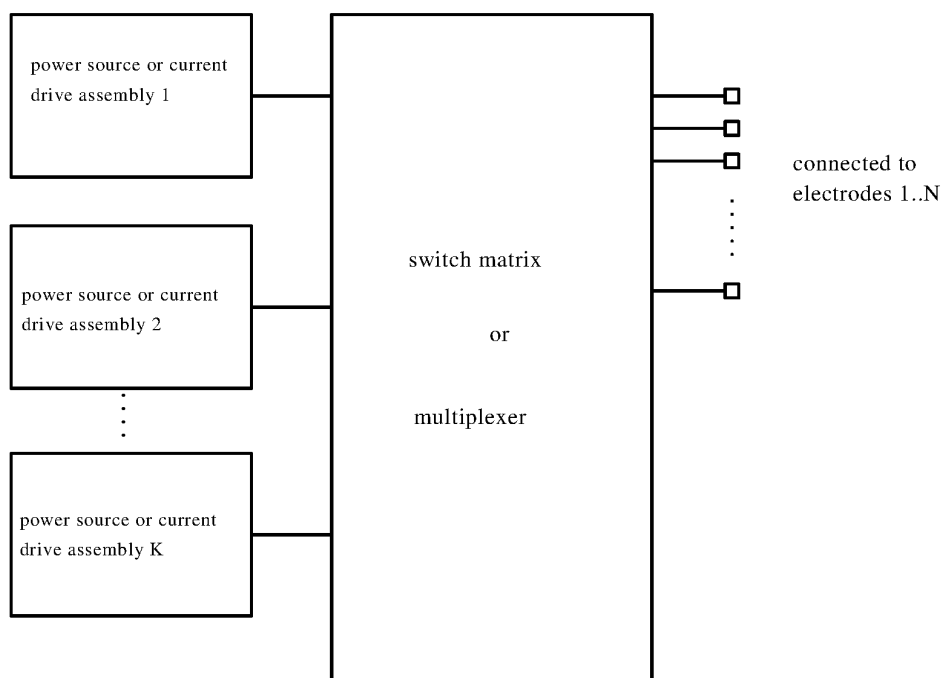 power source or current
drive assembly 1
power source or current
drive assembly 2
power source or current
drive assembly K
switch matrix
or
multiplexer
connected to
electrodes 1..N